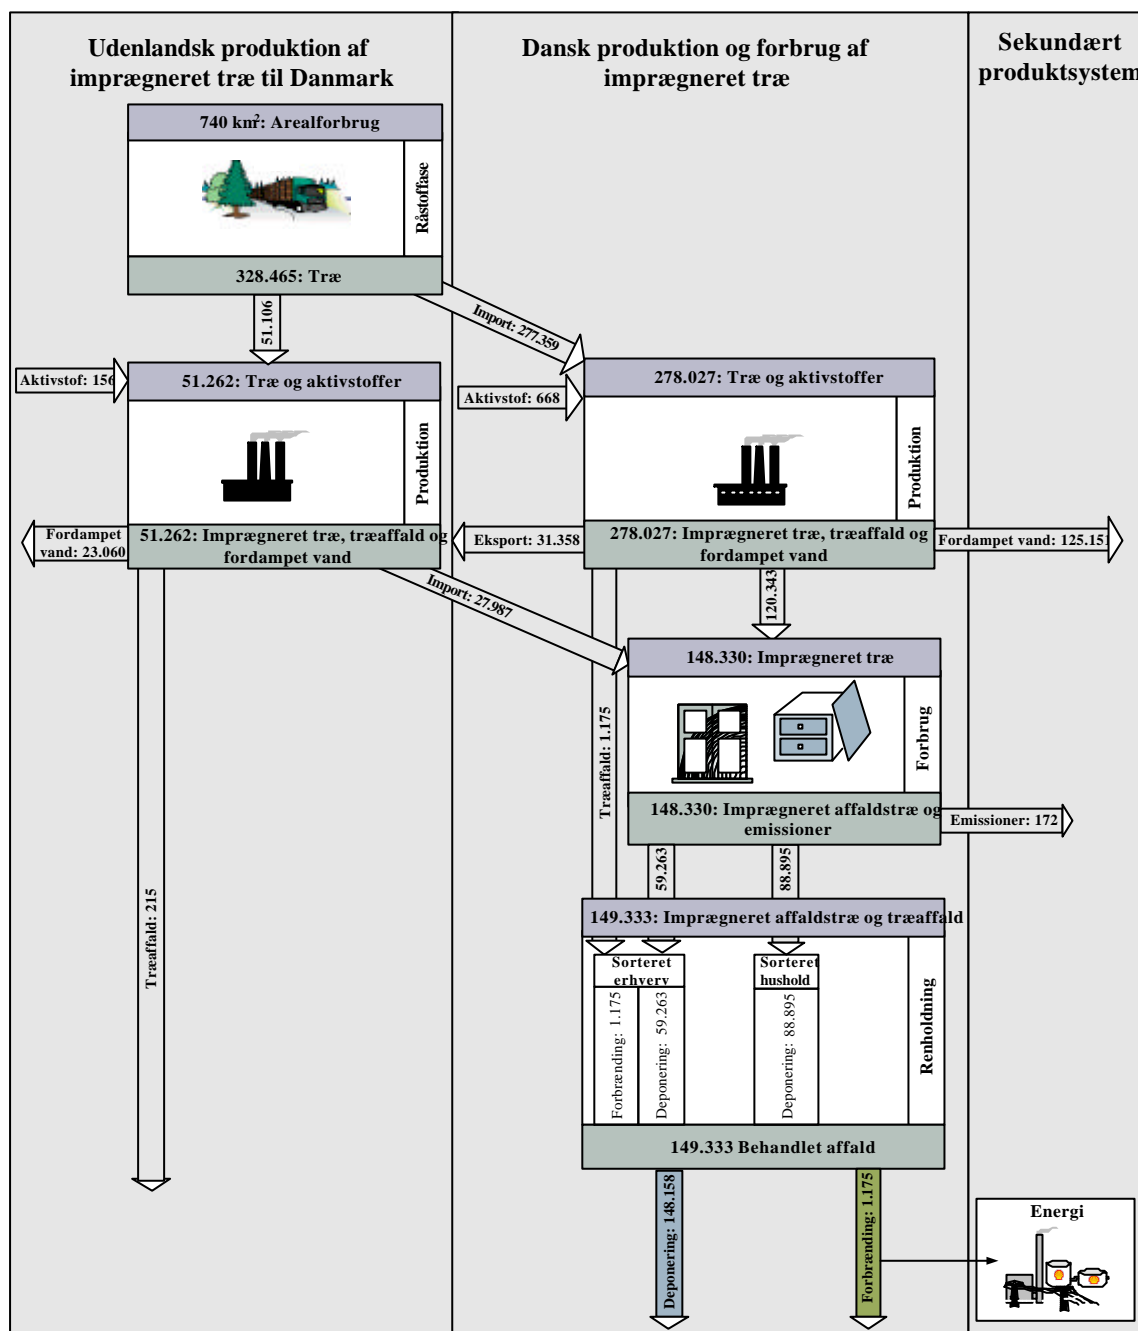 Udenlandsk produktion af
imprægneret træ til Danmark
Dansk produktion og forbrug af
imprægneret træ
Sekundært
produktsystem
740 km²: Arealforbrug
Råstoffase
328.465: Træ
51.106
Import: 277.359
Aktivstof: 156
51.262: Træ og aktivstoffer
Produktion
51.262: Imprægneret træ, træaffald og
fordampet vand
Fordampet
vand: 23.060
Aktivstof: 668
278.027: Træ og aktivstoffer
Produktion
278.027: Imprægneret træ, træaffald og
fordampet vand
Eksport: 31.358
Fordampet vand: 125.151
Import: 27.987
120.343
148.330: Imprægneret træ
Forbrug
148.330: Imprægneret affaldstræ og
emissioner
Emissioner: 172
Træaffald: 1.175
Træaffald: 215
59.263
88.895
149.333: Imprægneret affaldstræ og træaffald
Sorteret
erhverv
Sorteret
hushold
Forbrænding: 1.175
Deponering: 59.263
Deponering: 88.895
Renholdning
149.333 Behandlet affald
Deponering: 148.158
Forbrænding: 1.175
Energi